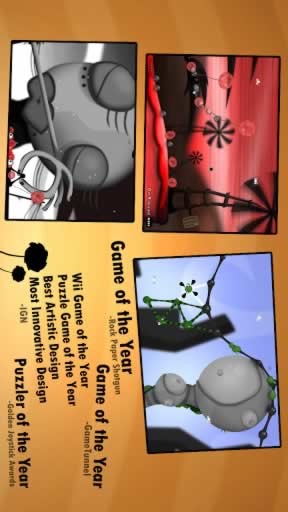 Game of the Year
-Rock Paper Shotgun
Game of the Year
-GameTunnel
Wii Game of the Year
Puzzle Game of the Year
Best Artistic Design
Most Innovative Design
-IGN
Puzzler of the Year
-Golden Joystick Awards